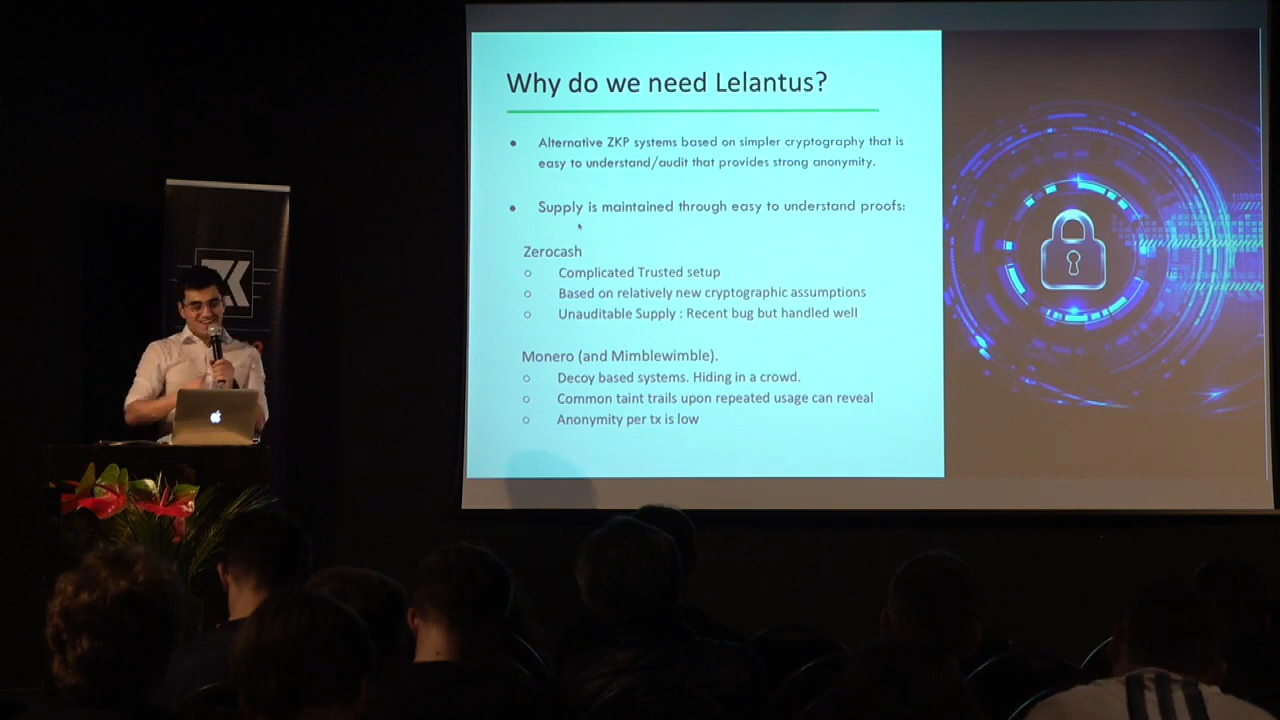 Why do we need Lelantus?
Alternative ZKP systems based on simpler cryptography that is
easy to understand/audit that provides strong anonymity.
Supply is maintained through easy to understand proofs:
Zerocash
Complicated Trusted setup
Based on relatively new cryptographic assumptions
Unauditable Supply : Recent bug but handled well
Monero (and Mimblewimble).
Decoy based systems. Hiding in a crowd.
Common taint trails upon repeated usage can reveal
Anonymity per tx is low
ZK